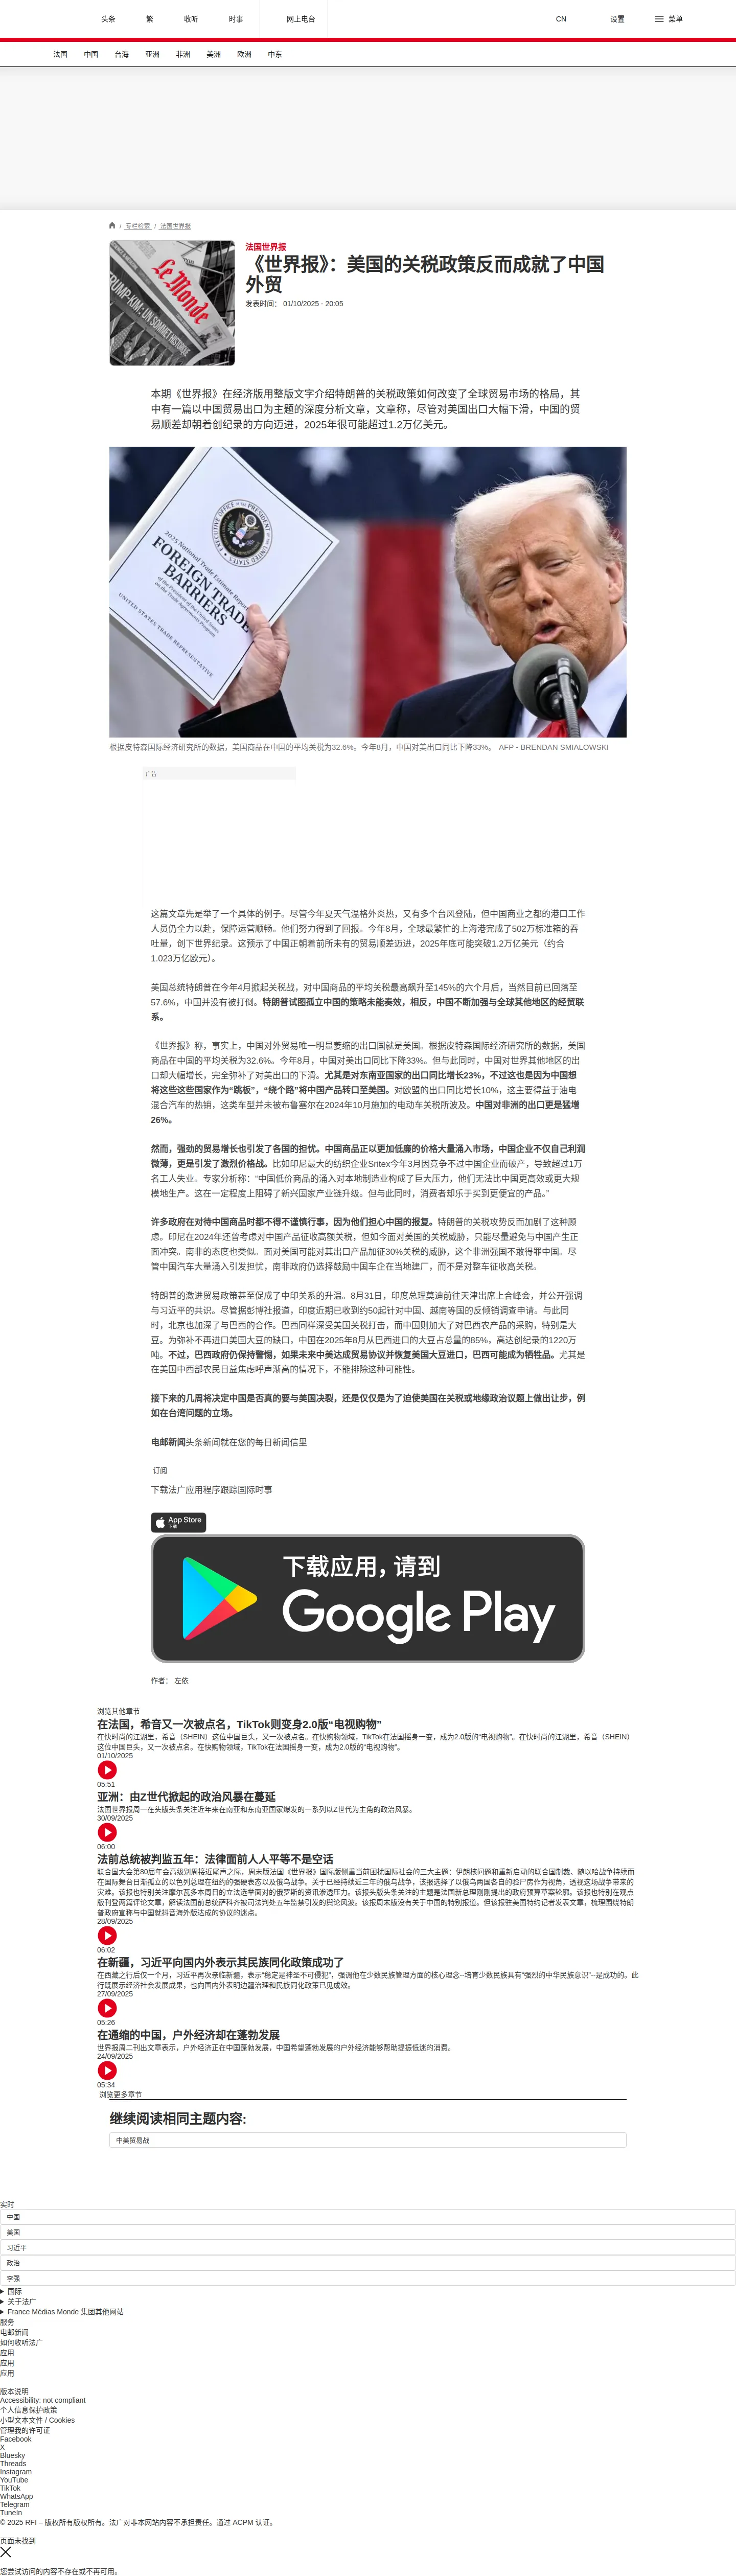 头条 繁 收听 时事 网上电台 CN 设置 菜单
法国 中国 台海 亚洲 非洲 美洲 欧洲 中东
/ 专栏检索 / 法国世界报
Le Monde
TRUMP-KIM: UN SOMMET HISTORIQUE
法国世界报
《世界报》：美国的关税政策反而成就了中国
外贸
发表时间： 01/10/2025 - 20:05
本期《世界报》在经济版用整版文字介绍特朗普的关税政策如何改变了全球贸易市场的格局，其
中有一篇以中国贸易出口为主题的深度分析文章，文章称，尽管对美国出口大幅下滑，中国的贸
易顺差却朝着创纪录的方向迈进，2025年很可能超过1.2万亿美元。
2025 National Trade Estimate Report
FOREIGN TRADE
BARRIERS
of the President of the United States
on the Trade Agreements Program
UNITED STATES TRADE REPRESENTATIVE
根据皮特森国际经济研究所的数据，美国商品在中国的平均关税为32.6%。今年8月，中国对美出口同比下降33%。 AFP - BRENDAN SMIALOWSKI
广告
这篇文章先是举了一个具体的例子。尽管今年夏天气温格外炎热，又有多个台风登陆，但中国商业之都的港口工作
人员仍全力以赴，保障运营顺畅。他们努力得到了回报。今年8月，全球最繁忙的上海港完成了502万标准箱的吞
吐量，创下世界纪录。这预示了中国正朝着前所未有的贸易顺差迈进，2025年底可能突破1.2万亿美元（约合
1.023万亿欧元）。
美国总统特朗普在今年4月掀起关税战，对中国商品的平均关税最高飙升至145%的六个月后，当然目前已回落至
57.6%，中国并没有被打倒。特朗普试图孤立中国的策略未能奏效，相反，中国不断加强与全球其他地区的经贸联
系。
《世界报》称，事实上，中国对外贸易唯一明显萎缩的出口国就是美国。根据皮特森国际经济研究所的数据，美国
商品在中国的平均关税为32.6%。今年8月，中国对美出口同比下降33%。但与此同时，中国对世界其他地区的出
口却大幅增长，完全弥补了对美出口的下滑。尤其是对东南亚国家的出口同比增长23%，不过这也是因为中国想
将这些这些国家作为“跳板”，“绕个路”将中国产品转口至美国。对欧盟的出口同比增长10%，这主要得益于油电
混合汽车的热销，这类车型并未被布鲁塞尔在2024年10月施加的电动车关税所波及。中国对非洲的出口更是猛增
26%。
然而，强劲的贸易增长也引发了各国的担忧。中国商品正以更加低廉的价格大量涌入市场，中国企业不仅自己利润
微薄，更是引发了激烈价格战。比如印尼最大的纺织企业Sritex今年3月因竞争不过中国企业而破产，导致超过1万
名工人失业。专家分析称：“中国低价商品的涌入对本地制造业构成了巨大压力，他们无法比中国更高效或更大规
模地生产。这在一定程度上阻碍了新兴国家产业链升级。但与此同时，消费者却乐于买到更便宜的产品。”
许多政府在对待中国商品时都不得不谨慎行事，因为他们担心中国的报复。特朗普的关税攻势反而加剧了这种顾
虑。印尼在2024年还曾考虑对中国产品征收高额关税，但如今面对美国的关税威胁，只能尽量避免与中国产生正
面冲突。南非的态度也类似。面对美国可能对其出口产品加征30%关税的威胁，这个非洲强国不敢得罪中国。尽
管中国汽车大量涌入引发担忧，南非政府仍选择鼓励中国车企在当地建厂，而不是对整车征收高关税。
特朗普的激进贸易政策甚至促成了中印关系的升温。8月31日，印度总理莫迪前往天津出席上合峰会，并公开强调
与习近平的共识。尽管据彭博社报道，印度近期已收到约50起针对中国、越南等国的反倾销调查申请。与此同
时，北京也加深了与巴西的合作。巴西同样深受美国关税打击，而中国则加大了对巴西农产品的采购，特别是大
豆。为弥补不再进口美国大豆的缺口，中国在2025年8月从巴西进口的大豆占总量的85%，高达创纪录的1220万
吨。不过，巴西政府仍保持警惕，如果未来中美达成贸易协议并恢复美国大豆进口，巴西可能成为牺牲品。尤其是
在美国中西部农民日益焦虑呼声渐高的情况下，不能排除这种可能性。
接下来的几周将决定中国是否真的要与美国决裂，还是仅仅是为了迫使美国在关税或地缘政治议题上做出让步，例
如在台湾问题的立场。
电邮新闻头条新闻就在您的每日新闻信里
订阅
下载法广应用程序跟踪国际时事
App Store
下载
下载应用，请到
Google Play
作者： 左依
浏览其他章节
在法国，希音又一次被点名，TikTok则变身2.0版“电视购物”
在快时尚的江湖里，希音（SHEIN）这位中国巨头，又一次被点名。在快购物领域，TikTok在法国摇身一变，成为2.0版的“电视购物”。在快时尚的江湖里，希音（SHEIN）
这位中国巨头，又一次被点名。在快购物领域，TikTok在法国摇身一变，成为2.0版的“电视购物”。
01/10/2025
05:51
亚洲：由Z世代掀起的政治风暴在蔓延
法国世界报周一在头版头条关注近年来在南亚和东南亚国家爆发的一系列以Z世代为主角的政治风暴。
30/09/2025
06:00
法前总统被判监五年：法律面前人人平等不是空话
联合国大会第80届年会高级别周接近尾声之际，周末版法国《世界报》国际版侧重当前困扰国际社会的三大主题：伊朗核问题和重新启动的联合国制裁、随以哈战争持续而
在国际舞台日渐孤立的以色列总理在纽约的强硬表态以及俄乌战争。关于已经持续近三年的俄乌战争，该报选择了以俄乌两国各自的验尸房作为视角，透视这场战争带来的
灾难。该报也特别关注摩尔瓦多本周日的立法选举面对的俄罗斯的资讯渗透压力。该报头版头条关注的主题是法国新总理刚刚提出的政府预算草案轮廓。该报也特别在观点
版刊登两篇评论文章，解读法国前总统萨科齐被司法判处五年监禁引发的舆论风波。该报周末版没有关于中国的特别报道。但该报驻美国特约记者发表文章，梳理围绕特朗
普政府宣称与中国就抖音海外版达成的协议的迷点。
28/09/2025
06:02
在新疆，习近平向国内外表示其民族同化政策成功了
在西藏之行后仅一个月，习近平再次亲临新疆，表示“稳定是神圣不可侵犯”，强调他在少数民族管理方面的核心理念--培育少数民族具有“强烈的中华民族意识”--是成功的。此
行既展示经济社会发展成果，也向国内外表明边疆治理和民族同化政策已见成效。
27/09/2025
05:26
在通缩的中国，户外经济却在蓬勃发展
世界报周二刊出文章表示，户外经济正在中国蓬勃发展，中国希望蓬勃发展的户外经济能够帮助提振低迷的消费。
24/09/2025
05:34
浏览更多章节
继续阅读相同主题内容:
中美贸易战
实时
中国
美国
习近平
政治
李强
国际
关于法广
France Médias Monde 集团其他网站
服务
电邮新闻
如何收听法广
应用
应用
应用
版本说明
Accessibility: not compliant
个人信息保护政策
小型文本文件 / Cookies
管理我的许可证
Facebook
X
Bluesky
Threads
Instagram
YouTube
TikTok
WhatsApp
Telegram
TuneIn
© 2025 RFI – 版权所有版权所有。法广对非本网站内容不承担责任。通过 ACPM 认证。
页面未找到
您尝试访问的内容不存在或不再可用。